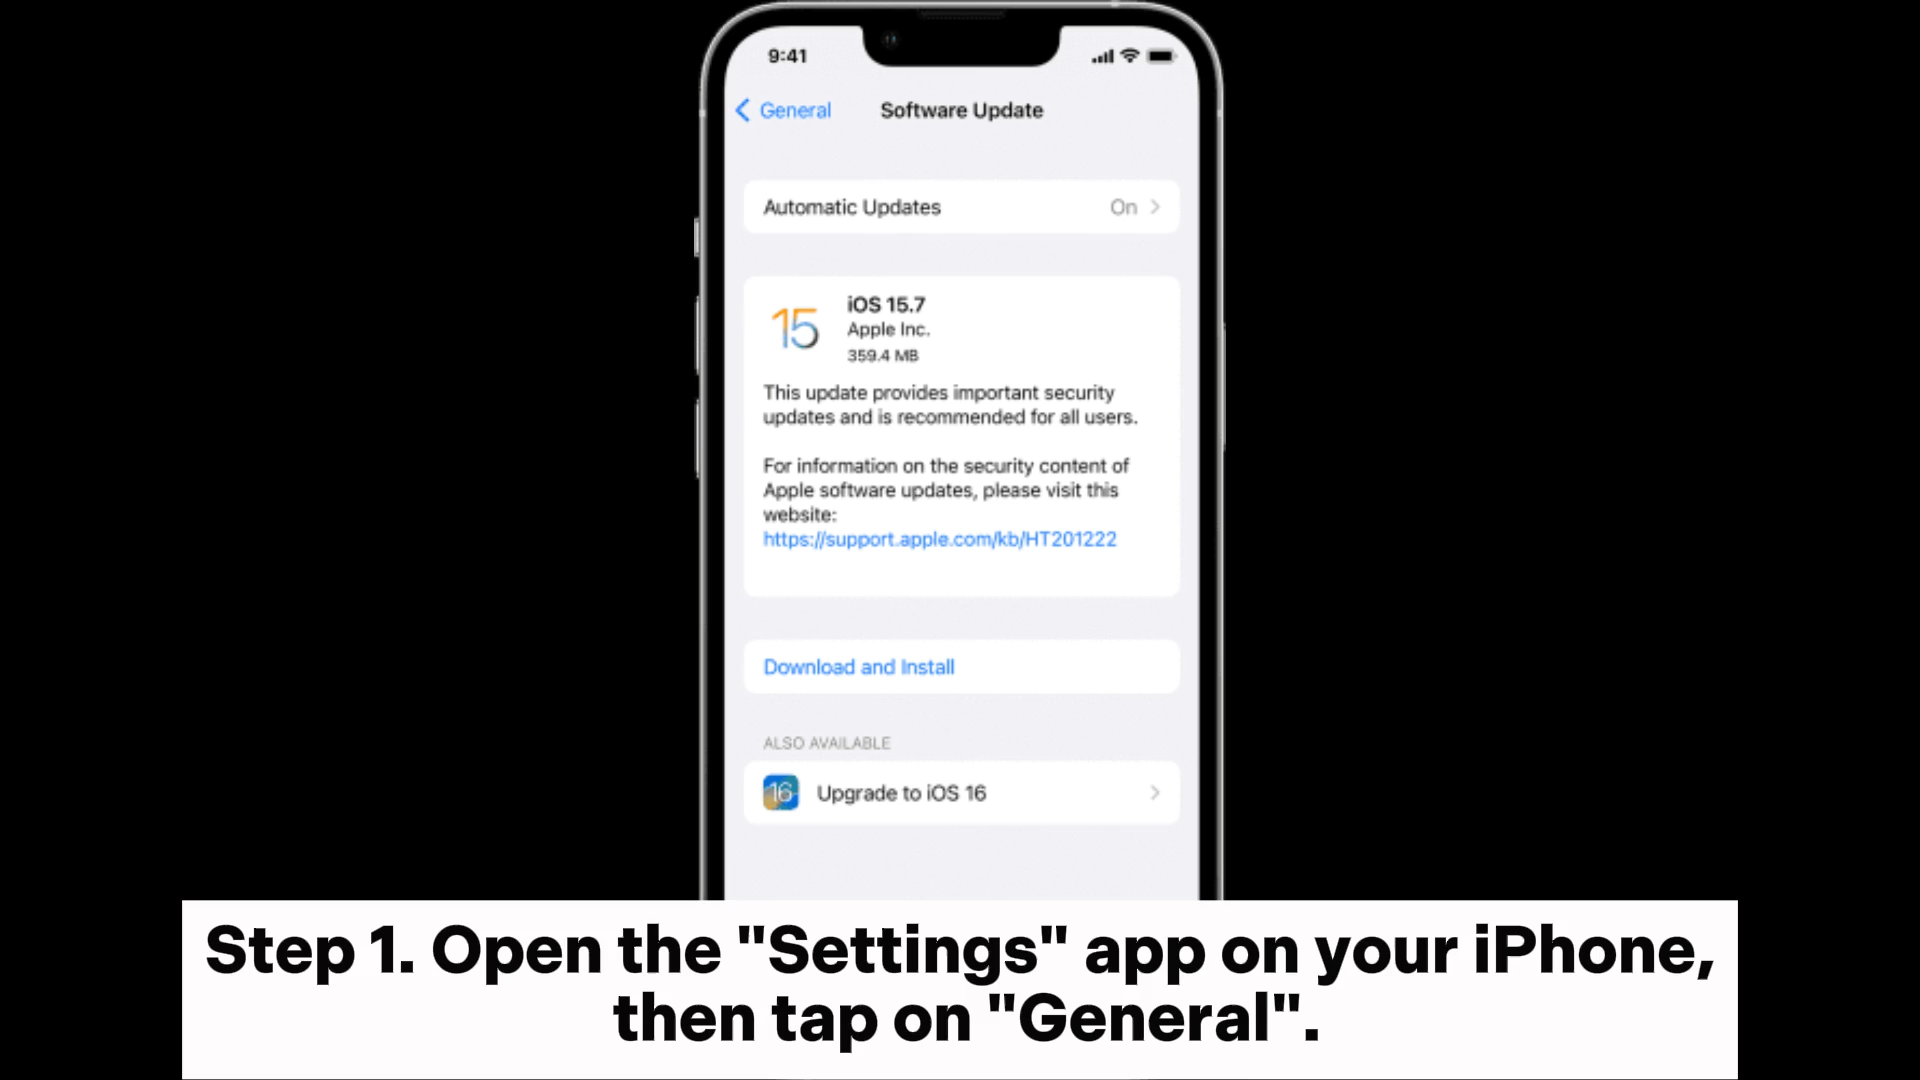 9:41
General
Software Update
Automatic Updates On
15
iOS 15.7
Apple Inc.
359.4 MB
This update provides important security
updates and is recommended for all users.
For information on the security content of
Apple software updates, please visit this
website:
https://support.apple.com/kb/HT201222
Download and Install
ALSO AVAILABLE
16
Upgrade to iOS 16
Step 1. Open the "Settings" app on your iPhone,
then tap on "General".